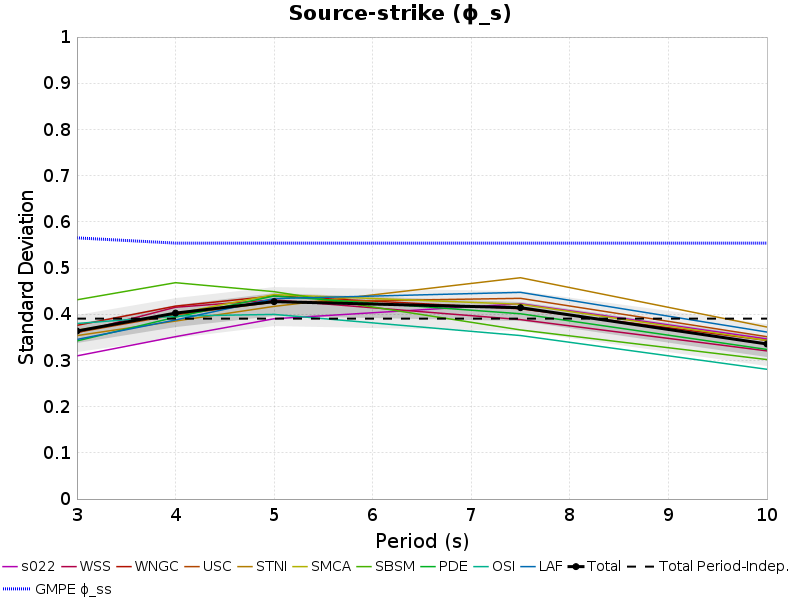 Source-strike (ϕ_s)
1
0.9
0.8
0.7
0.6
0.5
0.4
0.3
0.2
0.1
0
Standard Deviation
3 4 5 6 7 8 9 10
Period (s)
s022 WSS WNGC USC STNI SMCA SBSM PDE OSI LAF Total Total Period-Indep.
GMPE ϕ_ss